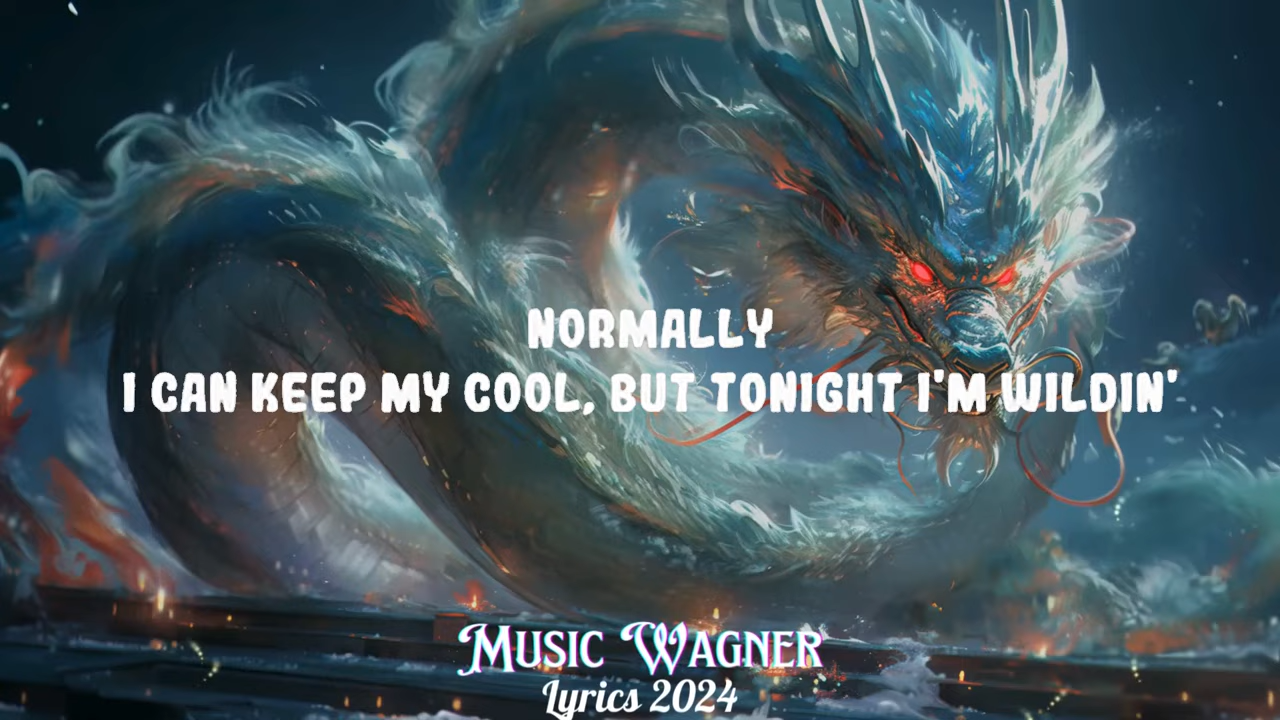 NORMALLY
I CAN KEEP MY COOL, BUT TONIGHT I'M WILDIN'
MUSIC WAGNER
Lyrics 2024